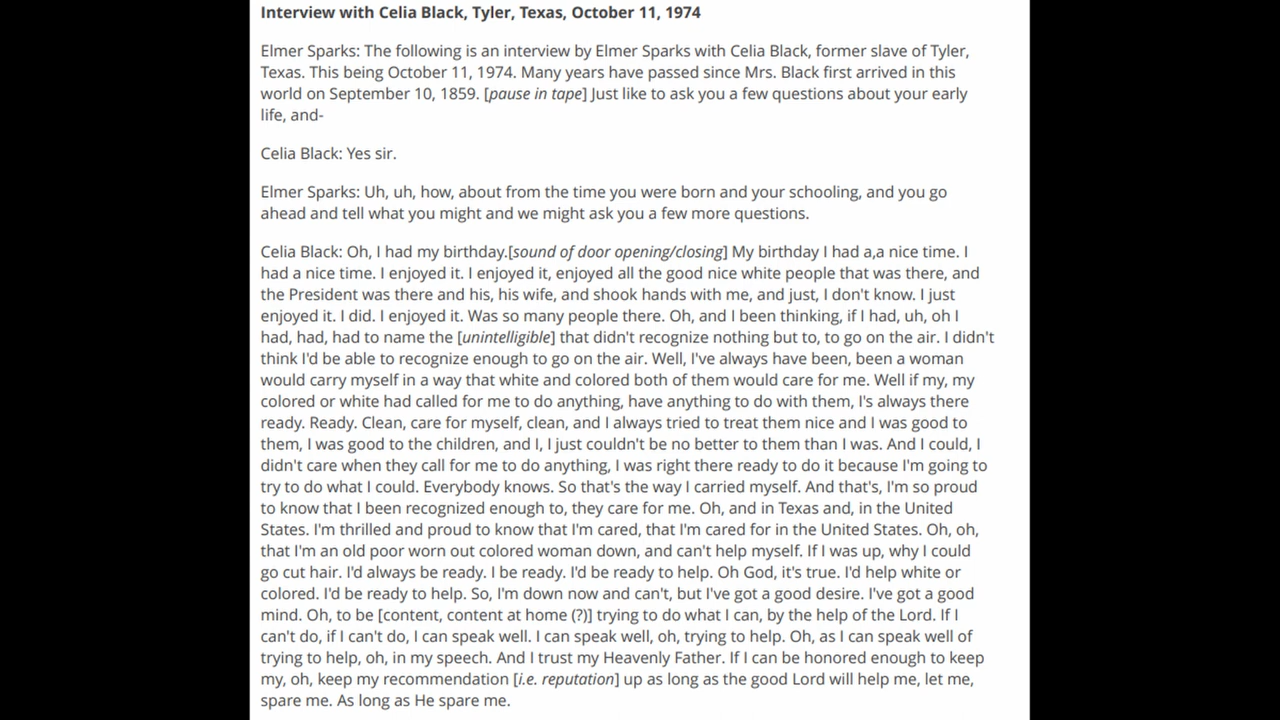 Interview with Celia Black, Tyler, Texas, October 11, 1974
Elmer Sparks: The following is an interview by Elmer Sparks with Celia Black, former slave of Tyler,
Texas. This being October 11, 1974. Many years have passed since Mrs. Black first arrived in this
world on September 10, 1859. [pause in tape] Just like to ask you a few questions about your early
life, and-
Celia Black: Yes sir.
Elmer Sparks: Uh, uh, how, about from the time you were born and your schooling, and you go
ahead and tell what you might and we might ask you a few more questions.
Celia Black: Oh, I had my birthday.[sound of door opening/closing] My birthday I had a,a nice time. I
had a nice time. I enjoyed it. I enjoyed it, enjoyed all the good nice white people that was there, and
the President was there and his, his wife, and shook hands with me, and just, I don't know. I just
enjoyed it. I did. I enjoyed it. Was so many people there. Oh, and I been thinking, if I had, uh, oh I
had, had, had to name the [unintelligible] that didn't recognize nothing but to, to go on the air. I didn't
think I'd be able to recognize enough to go on the air. Well, I've always have been, been a woman
would carry myself in a way that white and colored both of them would care for me. Well if my, my
colored or white had called for me to do anything, have anything to do with them, I's always there
ready. Ready. Clean, care for myself, clean, and I always tried to treat them nice and I was good to
them, I was good to the children, and I, I just couldn't be no better to them than I was. And I could, I
didn't care when they call for me to do anything, I was right there ready to do it because I'm going to
try to do what I could. Everybody knows. So that's the way I carried myself. And that's, I'm so proud
to know that I been recognized enough to, they care for me. Oh, and in Texas and, in the United
States. I'm thrilled and proud to know that I'm cared, that I'm cared for in the United States. Oh, oh,
that I'm an old poor worn out colored woman down, and can't help myself. If I was up, why I could
go cut hair. I'd always be ready. I be ready. I'd be ready to help. Oh God, it's true. I'd help white or
colored. I'd be ready to help. So, I'm down now and can't, but I've got a good desire. I've got a good
mind. Oh, to be [content, content at home (?)] trying to do what I can, by the help of the Lord. If I
can't do, if I can't do, I can speak well. I can speak well, oh, trying to help. Oh, as I can speak well of
trying to help, oh, in my speech. And I trust my Heavenly Father. If I can be honored enough to keep
my, oh, keep my recommendation [i.e. reputation] up as long as the good Lord will help me, let me,
spare me. As long as He spare me.